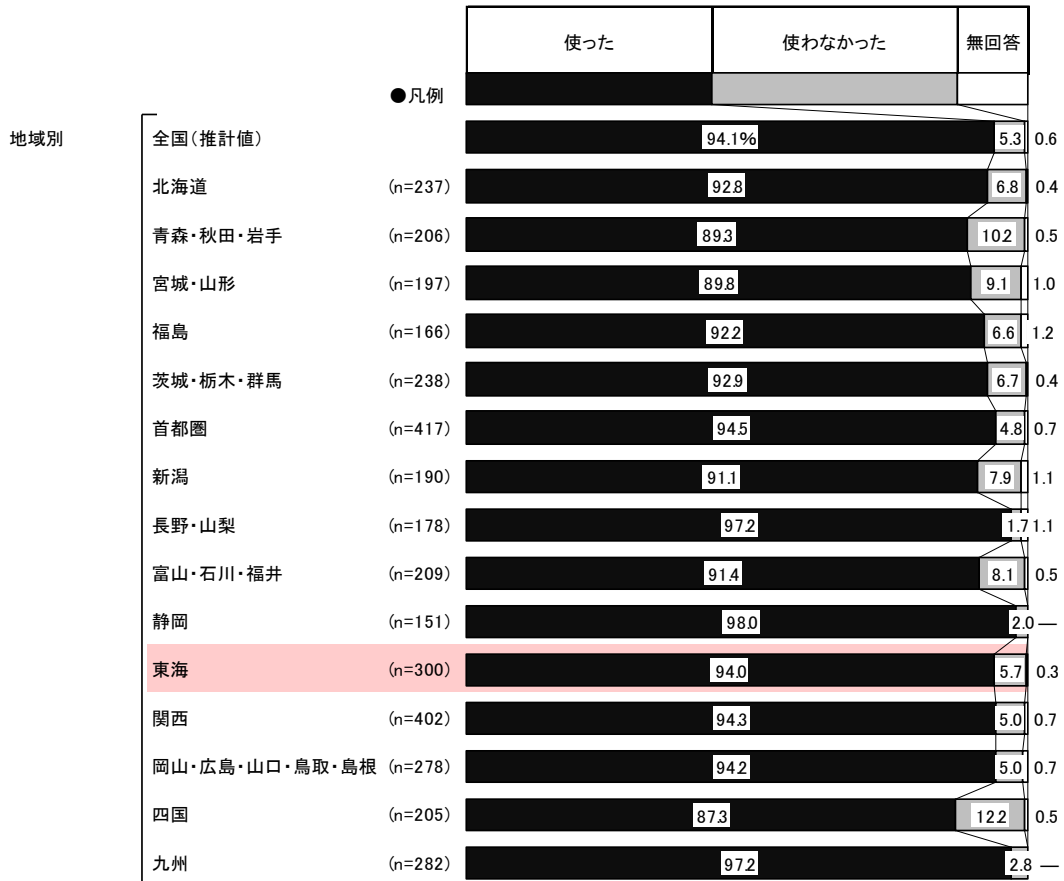 使った 使わなかった 無回答
●凡例
地域別 全国(推計値) 94.1% 5.3 0.6
北海道 (n=237) 92.8 6.8 0.4
青森・秋田・岩手 (n=206) 89.3 10.2 0.5
宮城・山形 (n=197) 89.8 9.1 1.0
福島 (n=166) 92.2 6.6 1.2
茨城・栃木・群馬 (n=238) 92.9 6.7 0.4
首都圏 (n=417) 94.5 4.8 0.7
新潟 (n=190) 91.1 7.9 1.1
長野・山梨 (n=178) 97.2 1.7 1.1
富山・石川・福井 (n=209) 91.4 8.1 0.5
静岡 (n=151) 98.0 2.0 —
東海 (n=300) 94.0 5.7 0.3
関西 (n=402) 94.3 5.0 0.7
岡山・広島・山口・鳥取・島根 (n=278) 94.2 5.0 0.7
四国 (n=205) 87.3 12.2 0.5
九州 (n=282) 97.2 2.8 —